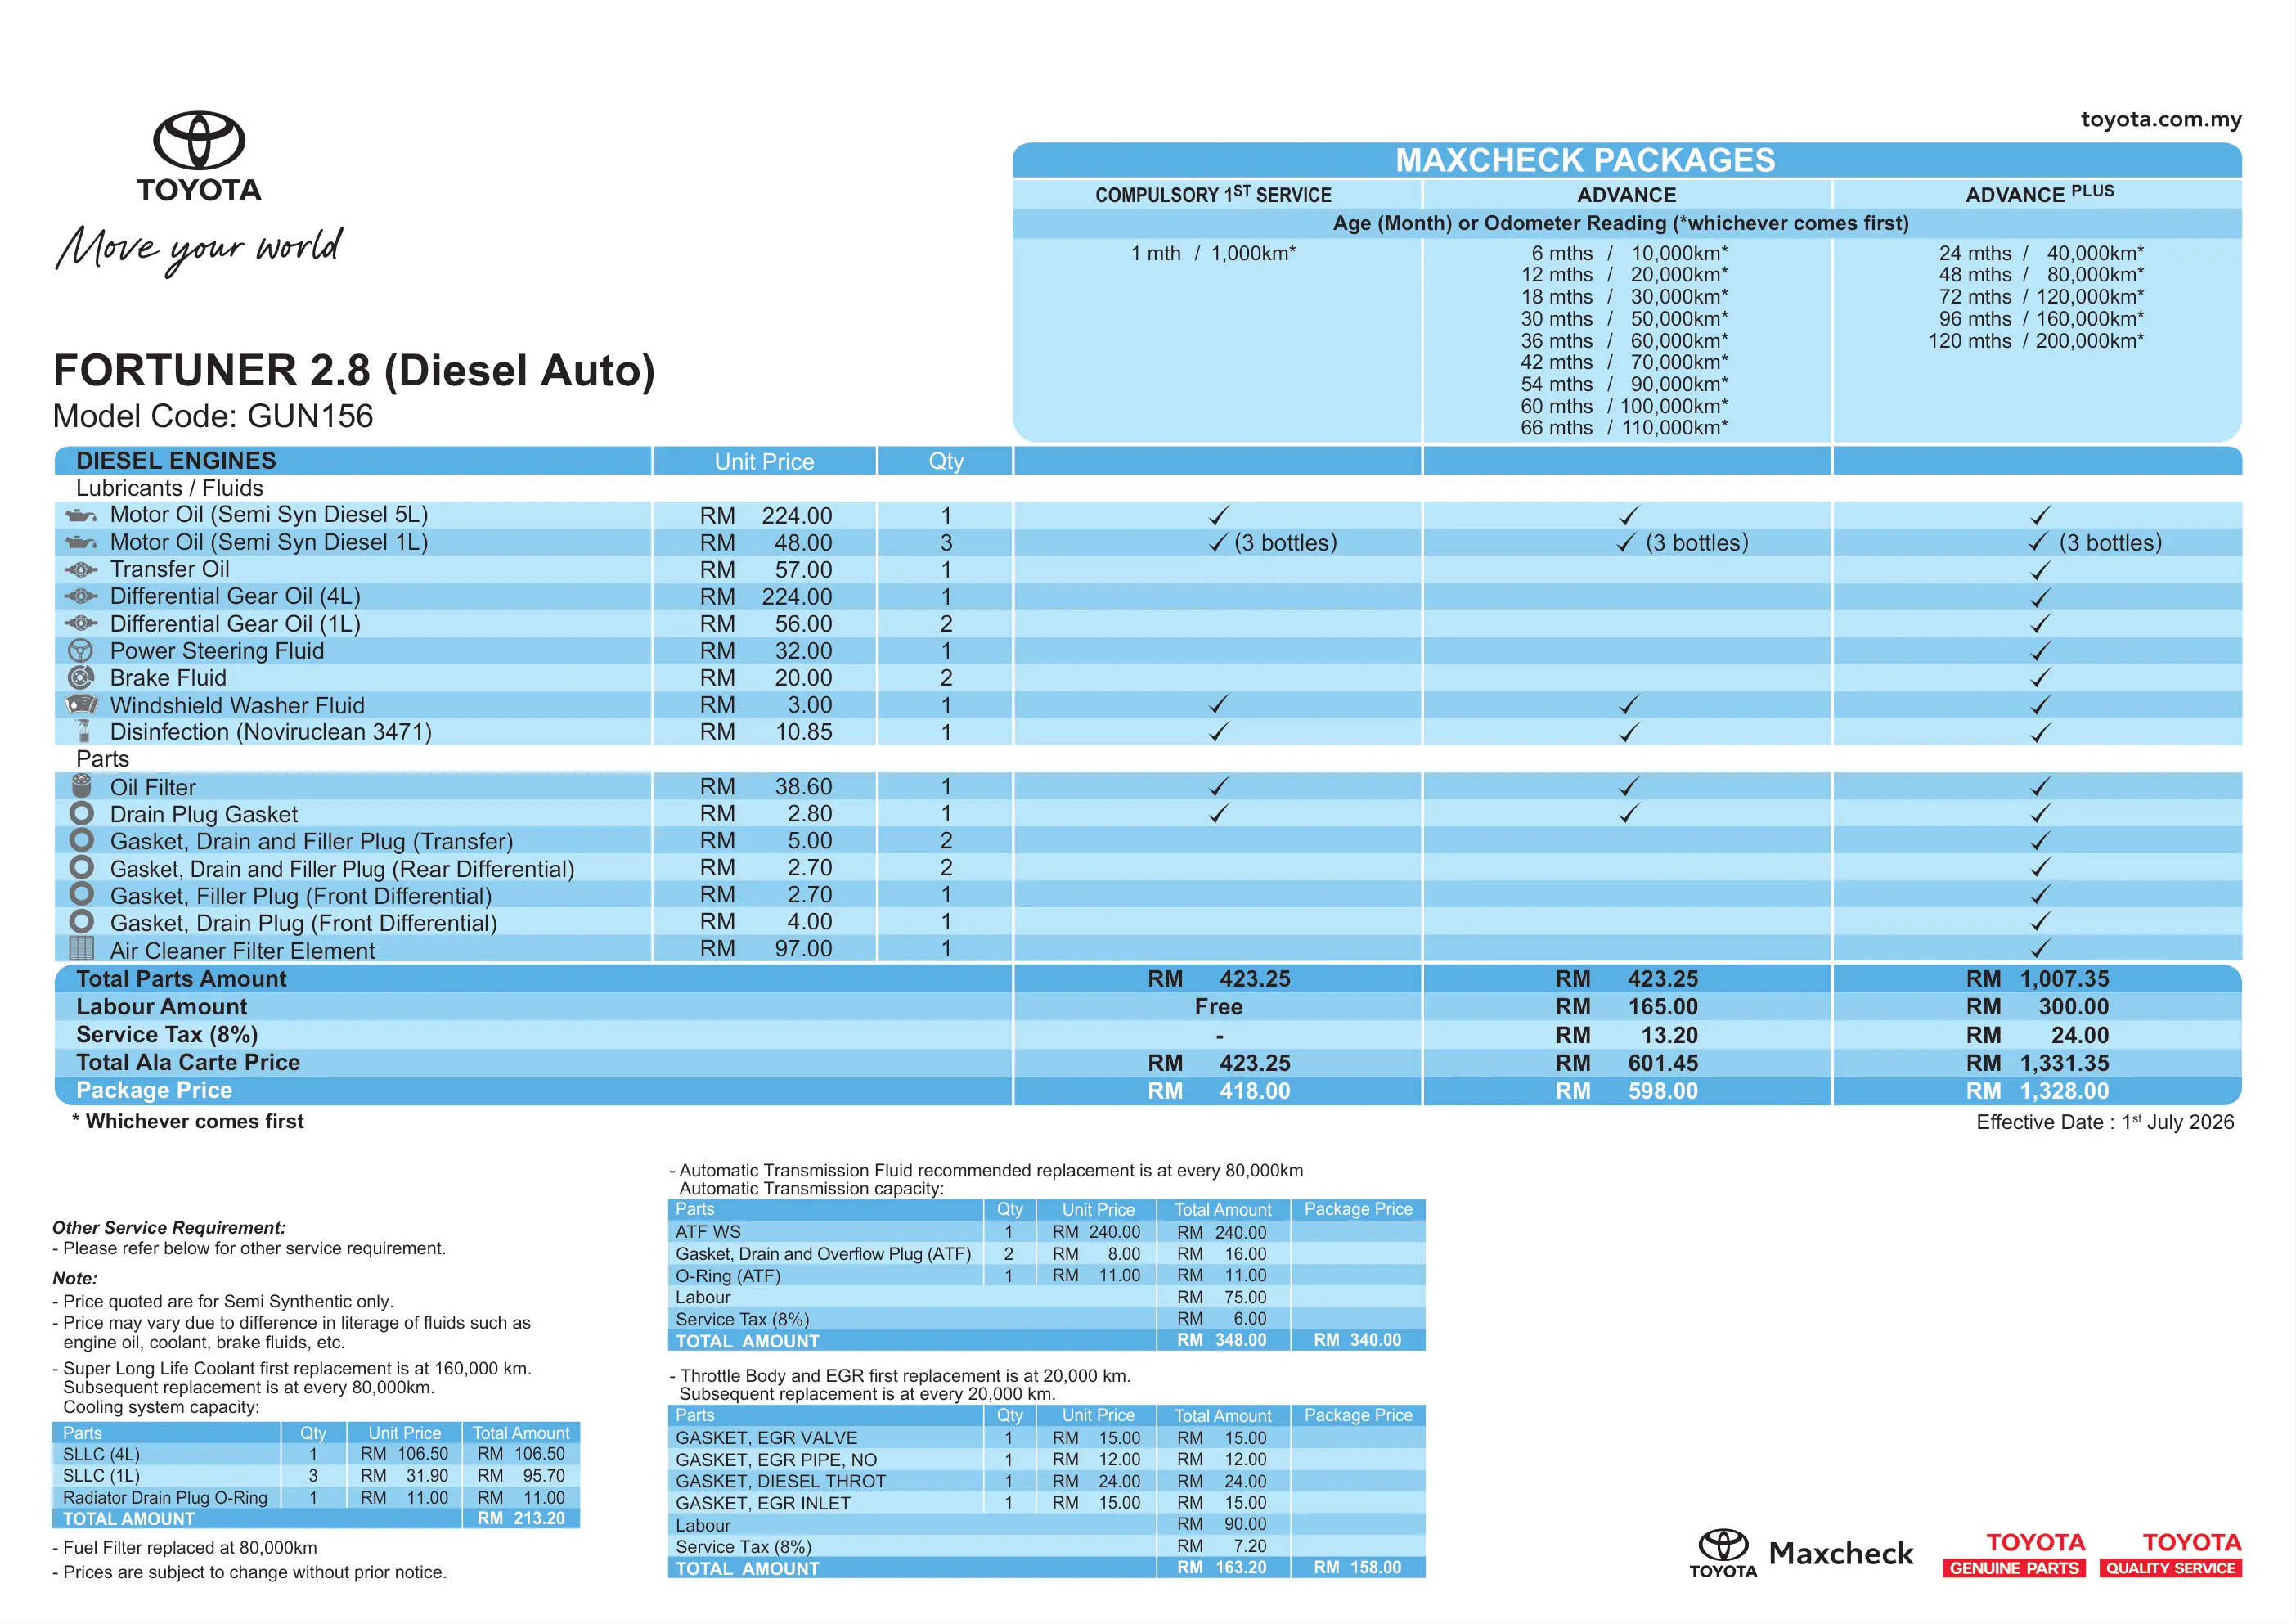 toyota.com.my
TOYOTA
Move your world
MAXCHECK PACKAGES
COMPULSORY 1ST SERVICE ADVANCE ADVANCE PLUS
Age (Month) or Odometer Reading (*whichever comes first)
1 mth / 1,000km* 6 mths / 10,000km* 24 mths / 40,000km*
12 mths / 20,000km* 48 mths / 80,000km*
18 mths / 30,000km* 72 mths / 120,000km*
30 mths / 50,000km* 96 mths / 160,000km*
36 mths / 60,000km* 120 mths / 200,000km*
42 mths / 70,000km*
54 mths / 90,000km*
60 mths / 100,000km*
66 mths / 110,000km*
FORTUNER 2.8 (Diesel Auto)
Model Code: GUN156
DIESEL ENGINES Unit Price Qty
Lubricants / Fluids
Motor Oil (Semi Syn Diesel 5L) RM 224.00 1 ✓ ✓ ✓
Motor Oil (Semi Syn Diesel 1L) RM 48.00 3 ✓ (3 bottles) ✓ (3 bottles) ✓ (3 bottles)
Transfer Oil RM 57.00 1 ✓
Differential Gear Oil (4L) RM 224.00 1 ✓
Differential Gear Oil (1L) RM 56.00 2 ✓
Power Steering Fluid RM 32.00 1 ✓
Brake Fluid RM 20.00 2 ✓
Windshield Washer Fluid RM 3.00 1 ✓ ✓ ✓
Disinfection (Noviruclean 3471) RM 10.85 1 ✓ ✓ ✓
Parts
Oil Filter RM 38.60 1 ✓ ✓ ✓
Drain Plug Gasket RM 2.80 1 ✓ ✓ ✓
Gasket, Drain and Filler Plug (Transfer) RM 5.00 2 ✓
Gasket, Drain and Filler Plug (Rear Differential) RM 2.70 2 ✓
Gasket, Filler Plug (Front Differential) RM 2.70 1 ✓
Gasket, Drain Plug (Front Differential) RM 4.00 1 ✓
Air Cleaner Filter Element RM 97.00 1 ✓
Total Parts Amount RM 423.25 RM 423.25 RM 1,007.35
Labour Amount Free RM 165.00 RM 300.00
Service Tax (8%) - RM 13.20 RM 24.00
Total Ala Carte Price RM 423.25 RM 601.45 RM 1,331.35
Package Price RM 418.00 RM 598.00 RM 1,328.00
* Whichever comes first
Effective Date : 1st July 2026
Other Service Requirement:
- Please refer below for other service requirement.
Note:
- Price quoted are for Semi Synthentic only.
- Price may vary due to difference in literage of fluids such as
engine oil, coolant, brake fluids, etc.
- Super Long Life Coolant first replacement is at 160,000 km.
Subsequent replacement is at every 80,000km.
Cooling system capacity:
Parts Qty Unit Price Total Amount
SLLC (4L) 1 RM 106.50 RM 106.50
SLLC (1L) 3 RM 31.90 RM 95.70
Radiator Drain Plug O-Ring 1 RM 11.00 RM 11.00
TOTAL AMOUNT RM 213.20
- Fuel Filter replaced at 80,000km
- Prices are subject to change without prior notice.
- Automatic Transmission Fluid recommended replacement is at every 80,000km
Automatic Transmission capacity:
Parts Qty Unit Price Total Amount Package Price
ATF WS 1 RM 240.00 RM 240.00
Gasket, Drain and Overflow Plug (ATF) 2 RM 8.00 RM 16.00
O-Ring (ATF) 1 RM 11.00 RM 11.00
Labour RM 75.00
Service Tax (8%) RM 6.00
TOTAL AMOUNT RM 348.00 RM 340.00
- Throttle Body and EGR first replacement is at 20,000 km.
Subsequent replacement is at every 20,000 km.
Parts Qty Unit Price Total Amount Package Price
GASKET, EGR VALVE 1 RM 15.00 RM 15.00
GASKET, EGR PIPE, NO 1 RM 12.00 RM 12.00
GASKET, DIESEL THROT 1 RM 24.00 RM 24.00
GASKET, EGR INLET 1 RM 15.00 RM 15.00
Labour RM 90.00
Service Tax (8%) RM 7.20
TOTAL AMOUNT RM 163.20 RM 158.00
TOYOTA
Maxcheck
TOYOTA
GENUINE PARTS
TOYOTA
QUALITY SERVICE